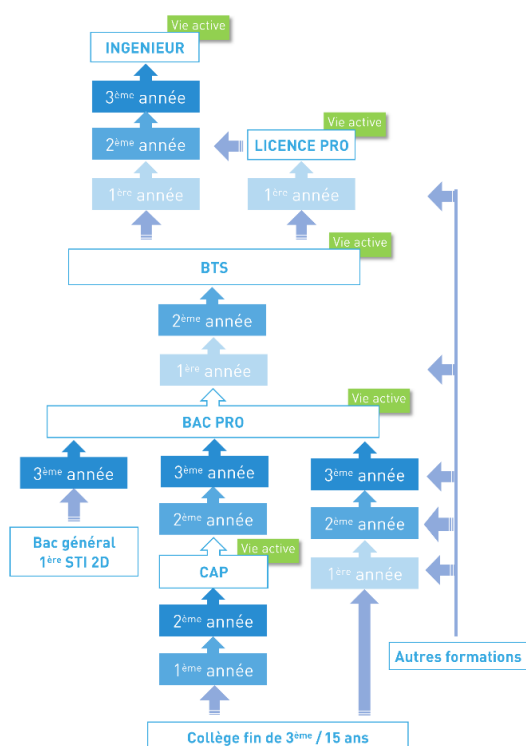 Vie active
INGENIEUR
3ème année
2ème année
Vie active
LICENCE PRO
1ère année
1ère année
Vie active
BTS
2ème année
1ère année
Vie active
BAC PRO
3ème année
3ème année
3ème année
2ème année
2ème année
Bac général
1ère STI 2D
Vie active
CAP
1ère année
2ème année
1ème année
Autres formations
Collège fin de 3ème / 15 ans